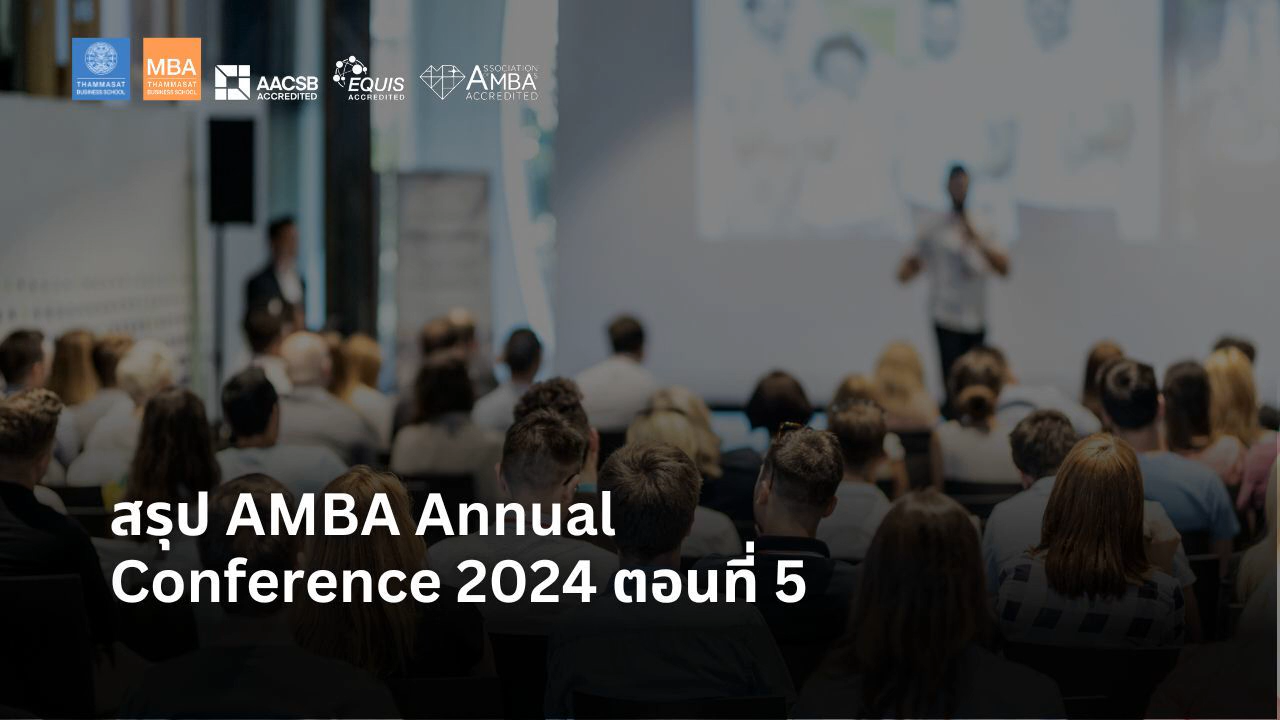 THAMMASAT
BUSINESS SCHOOL
MBA
THAMMASAT
BUSINESS SCHOOL
AACSB
ACCREDITED
EQUIS
ACCREDITED
ASSOCIATION
AMBAS
ACCREDITED
สรุป AMBA Annual
Conference 2024 ตอนที่ 5